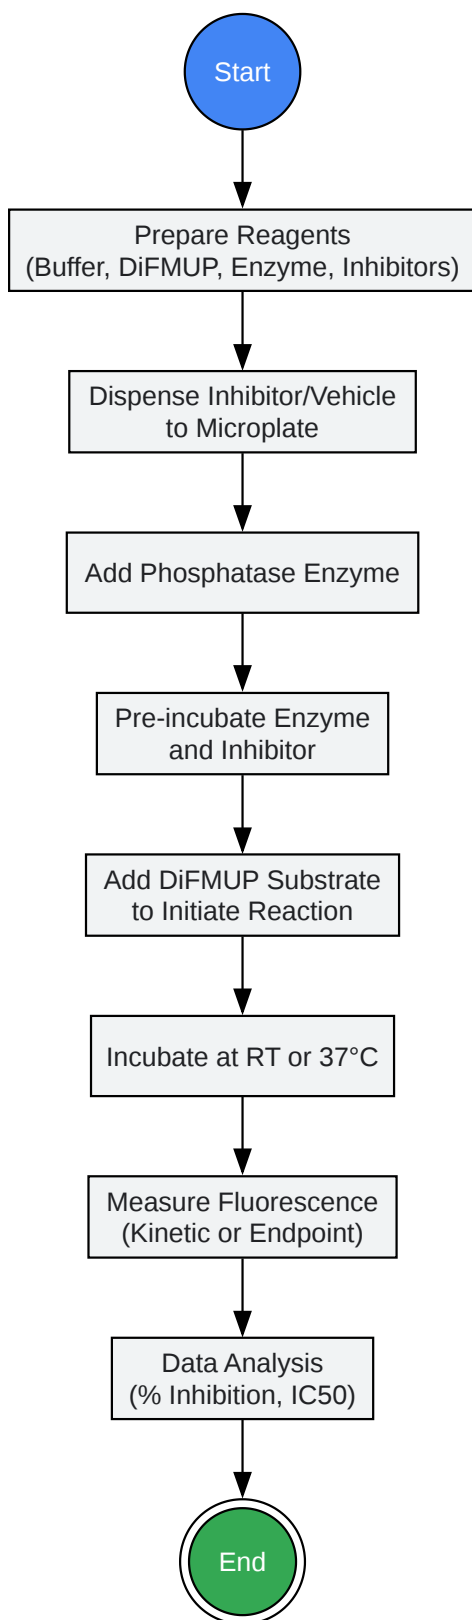 Start
Prepare Reagents
(Buffer, DiFMUP, Enzyme, Inhibitors)
Dispense Inhibitor/Vehicle
to Microplate
Add Phosphatase Enzyme
Pre-incubate Enzyme
and Inhibitor
Add DiFMUP Substrate
to Initiate Reaction
Incubate at RT or 37°C
Measure Fluorescence
(Kinetic or Endpoint)
Data Analysis
(% Inhibition, IC50)
End